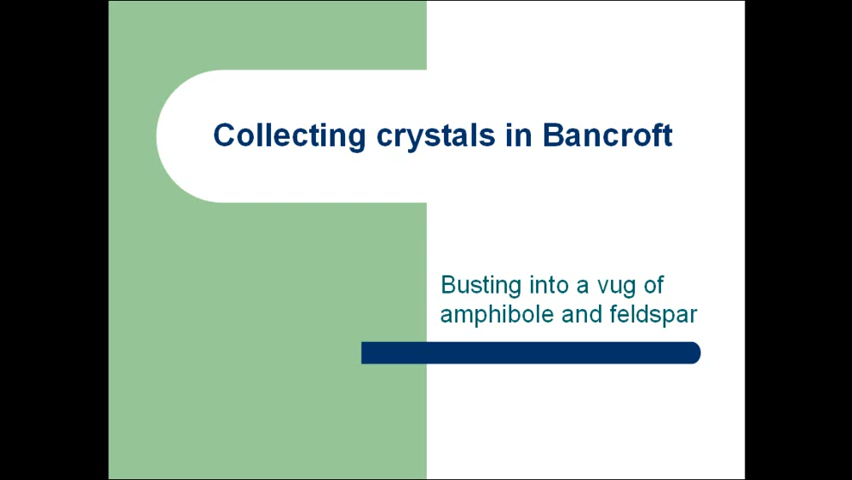 Collecting crystals in Bancroft
Busting into a vug of
amphibole and feldspar